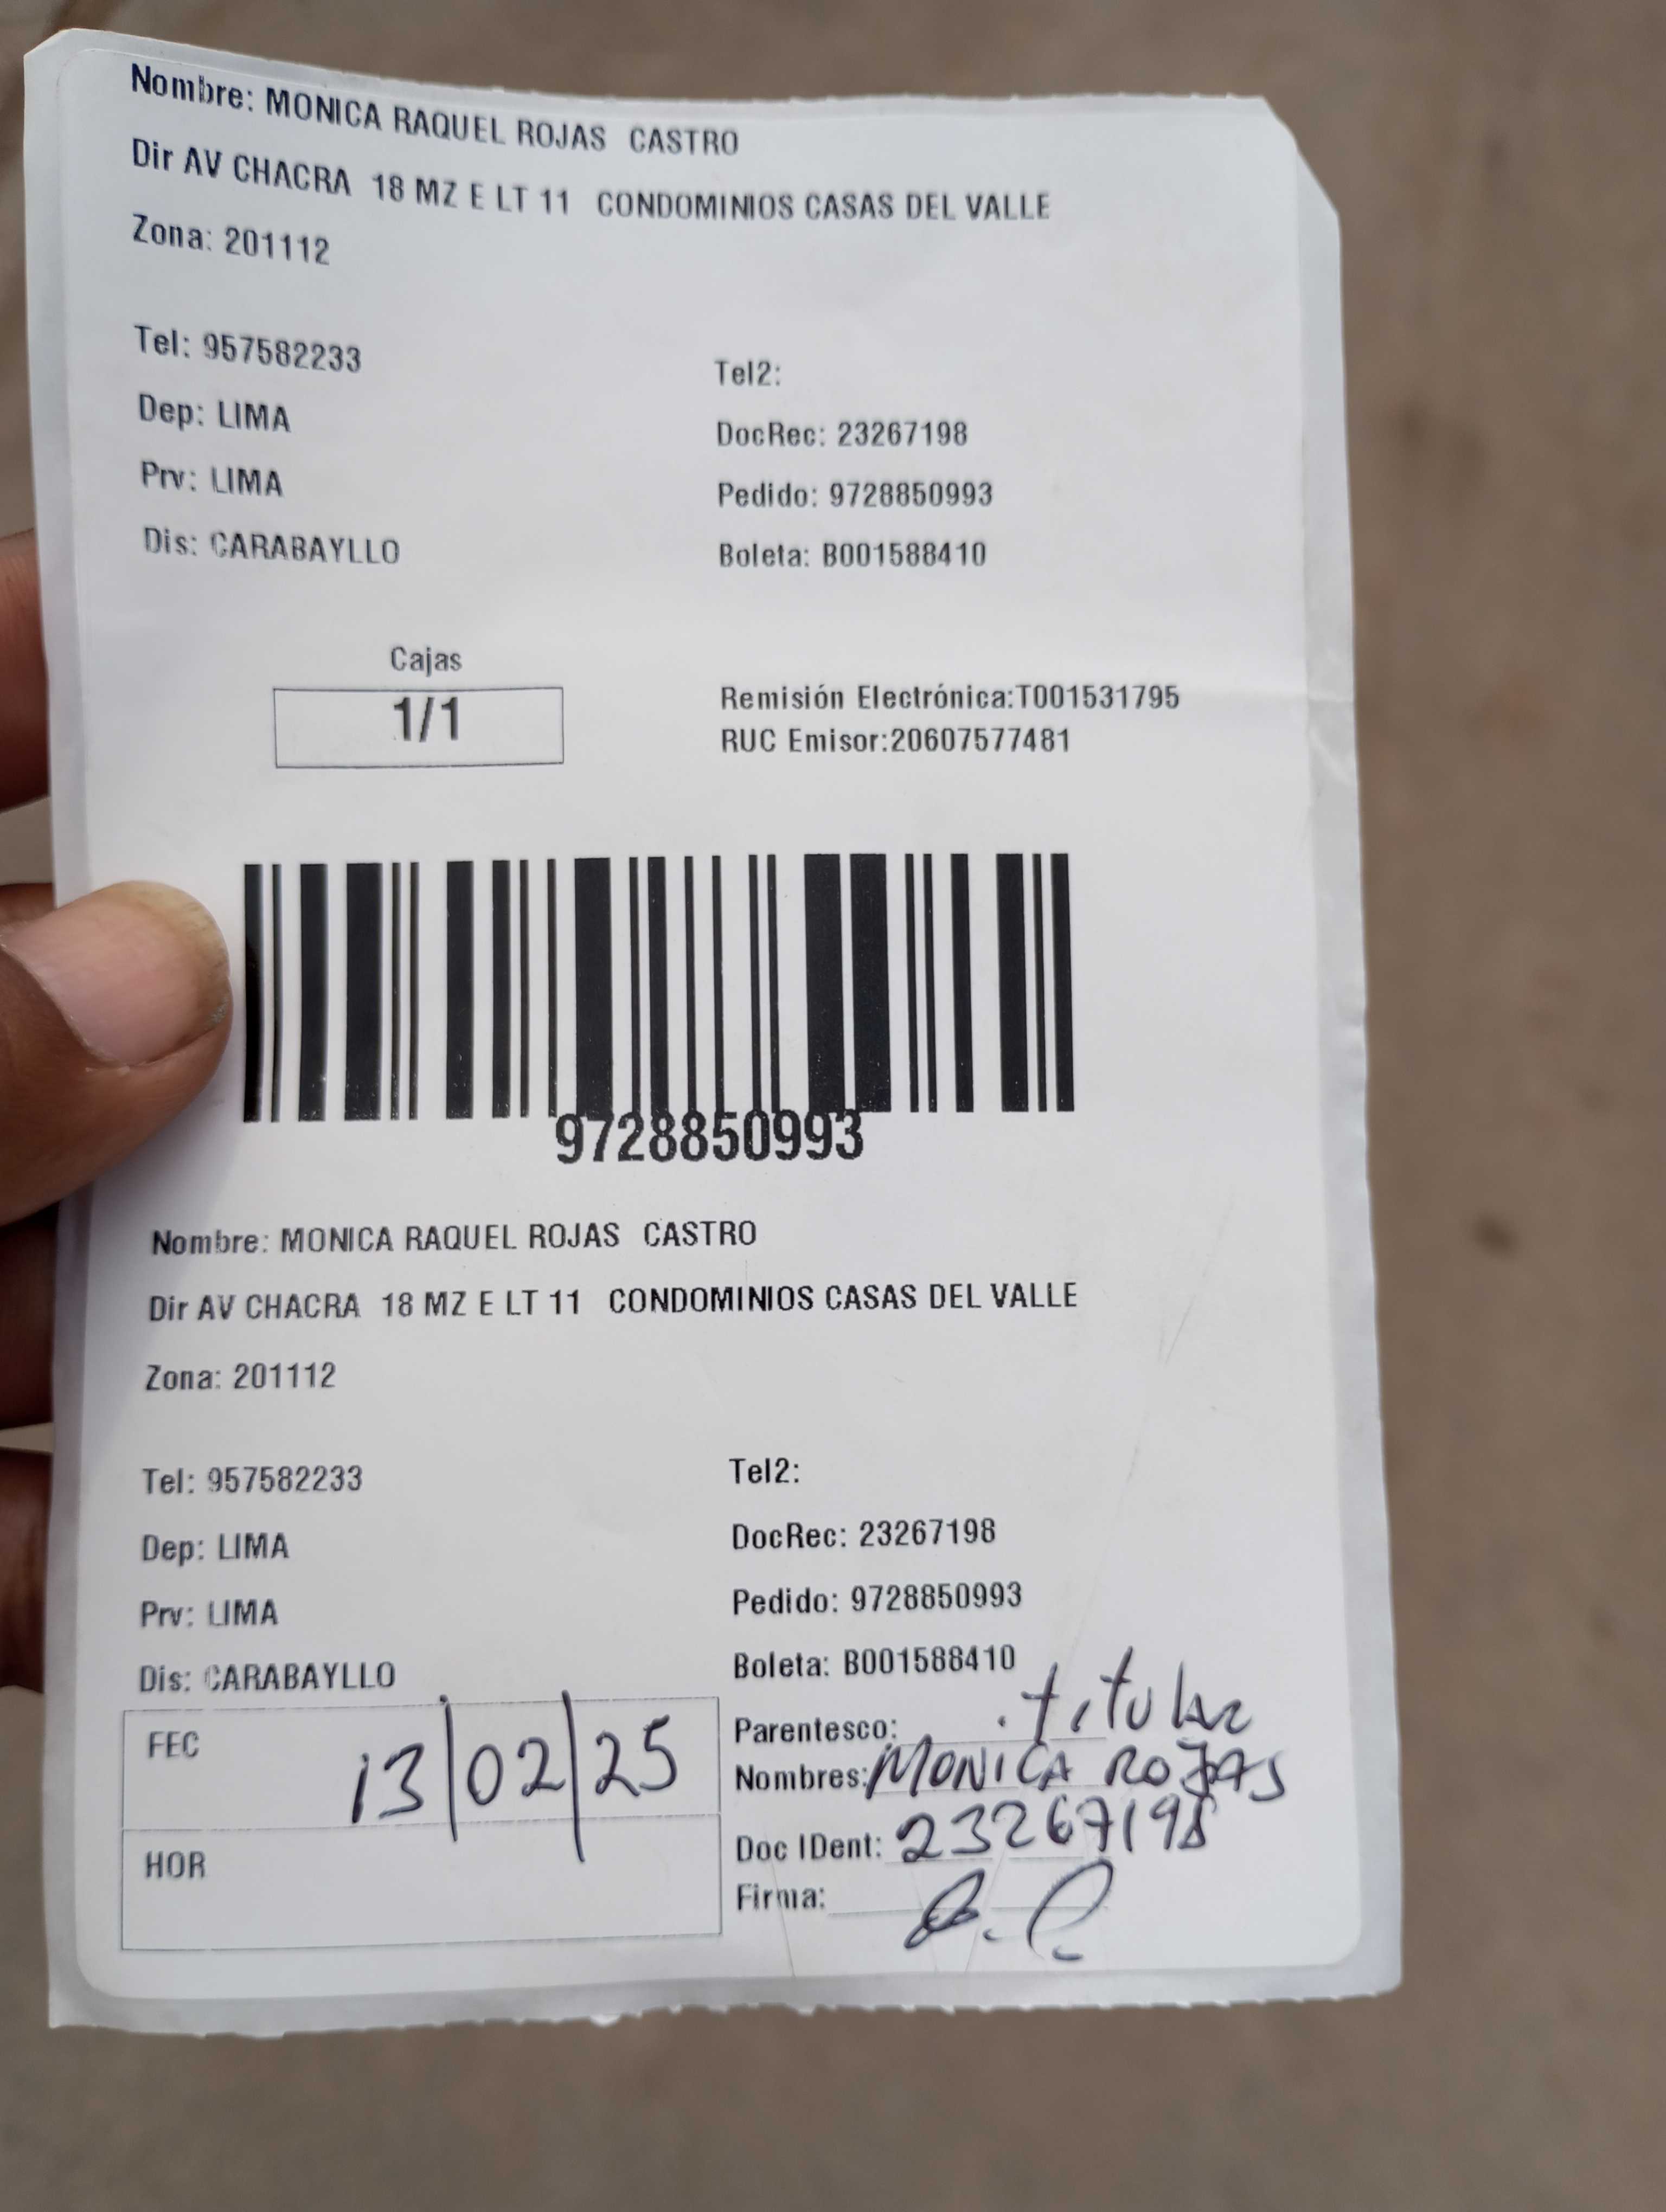 Nombre: MONICA RAQUEL ROJAS CASTRO
Dir AV CHACRA 18 MZ E LT 11 CONDOMINIOS CASAS DEL VALLE
Zona: 201112
Tel: 957582233
Tel2:
Dep: LIMA
DocRec: 23267198
Prv: LIMA
Pedido: 9728850993
Dis: CARABAYLLO
Boleta: B001588410
Cajas
1/1
Remisión Electrónica:T001531795
RUC Emisor:20607577481
9728850993
Nombre: MONICA RAQUEL ROJAS CASTRO
Dir AV CHACRA 18 MZ E LT 11 CONDOMINIOS CASAS DEL VALLE
Zona: 201112
Tel: 957582233
Tel2:
Dep: LIMA
DocRec: 23267198
Prv: LIMA
Pedido: 9728850993
Dis: CARABAYLLO
Boleta: B001588410
FEC 13/02/25
HOR
Parentesco: titular
Nombres: MONICA ROJAS
Doc IDent: 23267198
Firma: